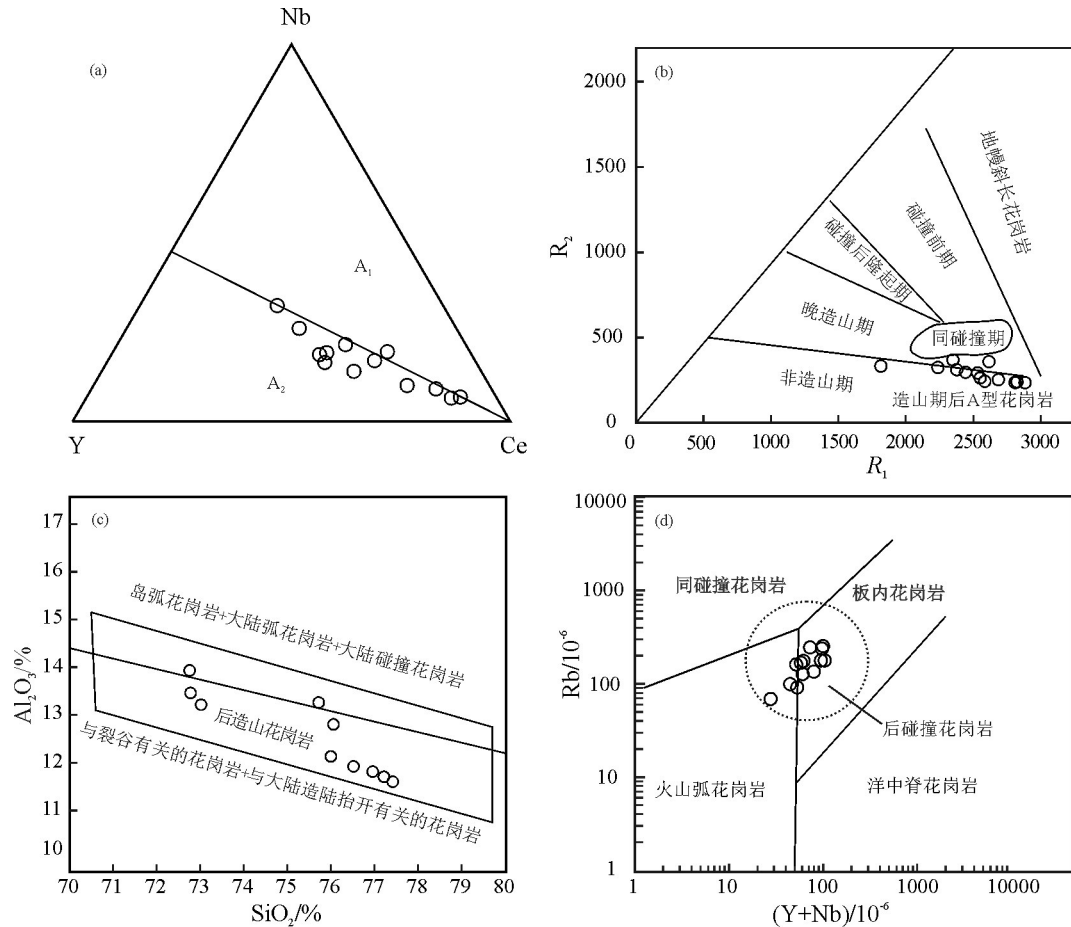 Nb
(a)
A₁
A₂
Y
Ce
(b)
R₂
2000
1500
1000
500
0
地幔斜长花岗岩
碰撞前期
碰撞后隆起期
晚造山期
同碰撞期
非造山期
造山期后A型花岗岩
0
500
1000
1500
2000
2500
3000
R₁
(c)
Al₂O₃/%
17
16
15
14
13
12
11
10
岛弧花岗岩+大陆弧花岗岩+大陆碰撞花岗岩
后造山花岗岩
与裂谷有关的花岗岩+与大陆造陆抬开有关的花岗岩
70
71
72
73
74
75
76
77
78
79
80
SiO₂/%
(d)
Rb/10⁻⁶
10000
1000
100
10
1
同碰撞花岗岩
板内花岗岩
后碰撞花岗岩
火山弧花岗岩
洋中脊花岗岩
1
10
100
1000
10000
(Y+Nb)/10⁻⁶